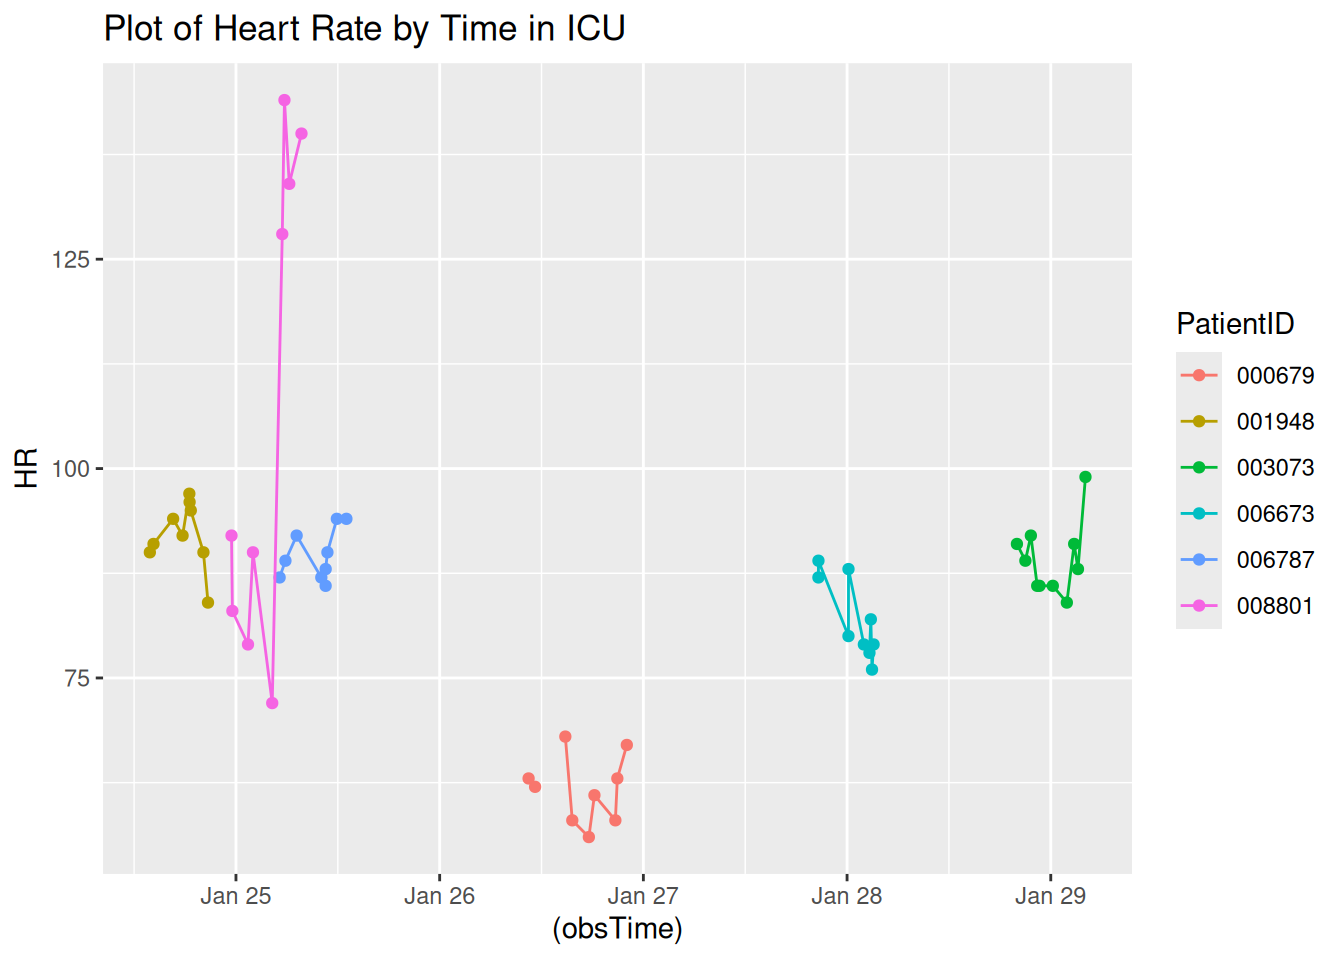 Plot of Heart Rate by Time in ICU
HR
125
100
75
Jan 25 Jan 26 Jan 27 Jan 28 Jan 29
(obsTime)
PatientID
000679
001948
003073
006673
006787
008801